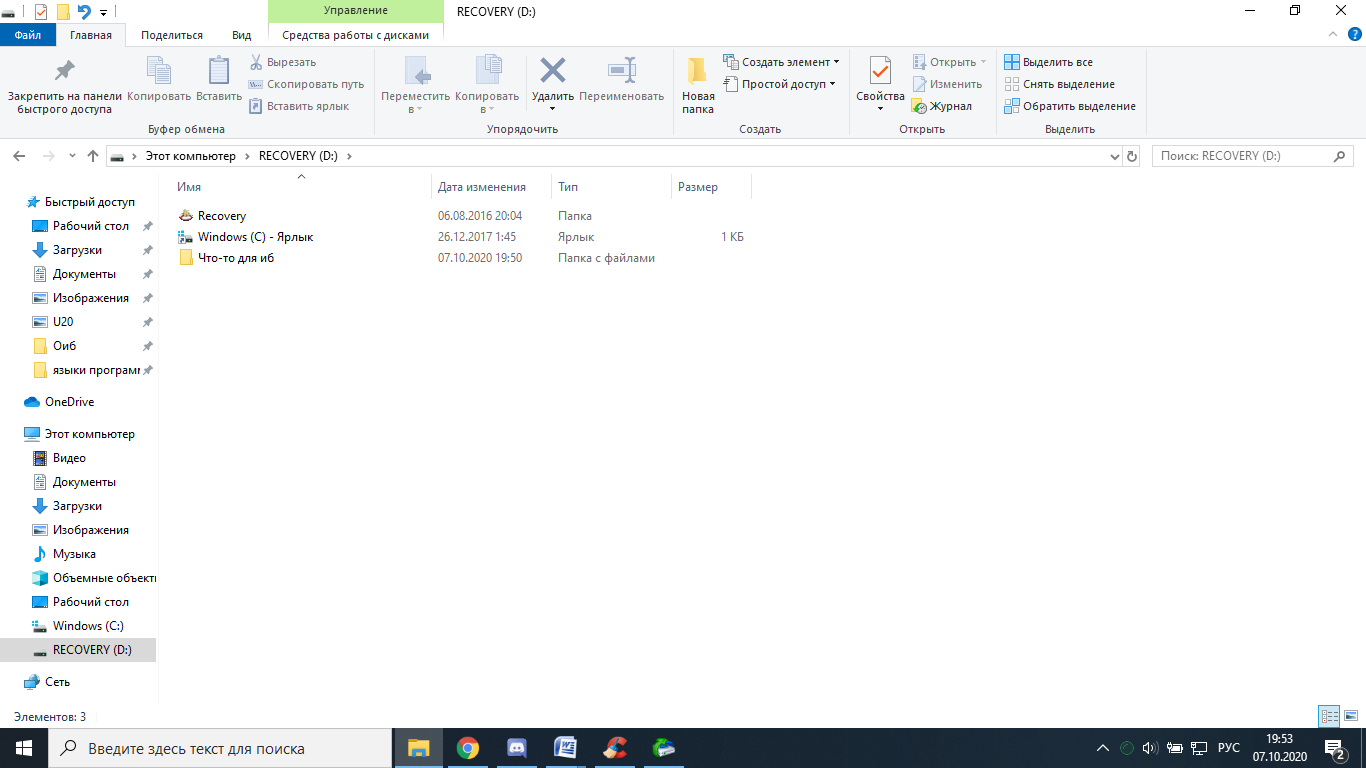 Управление
RECOVERY (D:)
Файл
Главная
Поделиться
Вид
Средства работы с дисками
Закрепить на панели
быстрого доступа
Копировать
Вставить
Вырезать
Скопировать путь
Вставить ярлык
Буфер обмена
Переместить
в
Копировать
в
Удалить
Переименовать
Упорядочить
Новая
папка
Создать элемент
Простой доступ
Создать
Свойства
Открыть
Изменить
Журнал
Открыть
Выделить все
Снять выделение
Обратить выделение
Выделить
Этот компьютер
RECOVERY (D:)
Поиск: RECOVERY (D:)
Имя
Дата изменения
Тип
Размер
Recovery
06.08.2016 20:04
Папка
Windows (C) - Ярлык
26.12.2017 1:45
Ярлык
1 КБ
Что-то для иб
07.10.2020 19:50
Папка с файлами
Быстрый доступ
Рабочий стол
Загрузки
Документы
Изображения
U20
Оиб
языки програм
OneDrive
Этот компьютер
Видео
Документы
Загрузки
Изображения
Музыка
Объемные объект
Рабочий стол
Windows (C:)
RECOVERY (D:)
Сеть
Элементов: 3
Введите здесь текст для поиска
РУС
19:53
07.10.2020
2